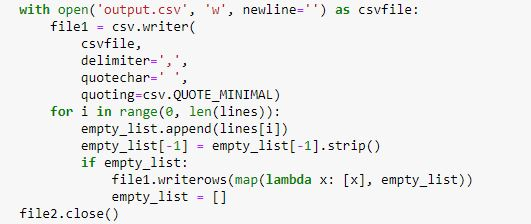 with open('output.csv', 'w', newline='') as csvfile:
    file1 = csv.writer(
        csvfile,
        delimiter=',',
        quotechar=' ',
        quoting=csv.QUOTE_MINIMAL)
    for i in range(0, len(lines)):
        empty_list.append(lines[i])
        empty_list[-1] = empty_list[-1].strip()
        if empty_list:
            file1.writerows(map(lambda x: [x], empty_list))
            empty_list = []
file2.close()